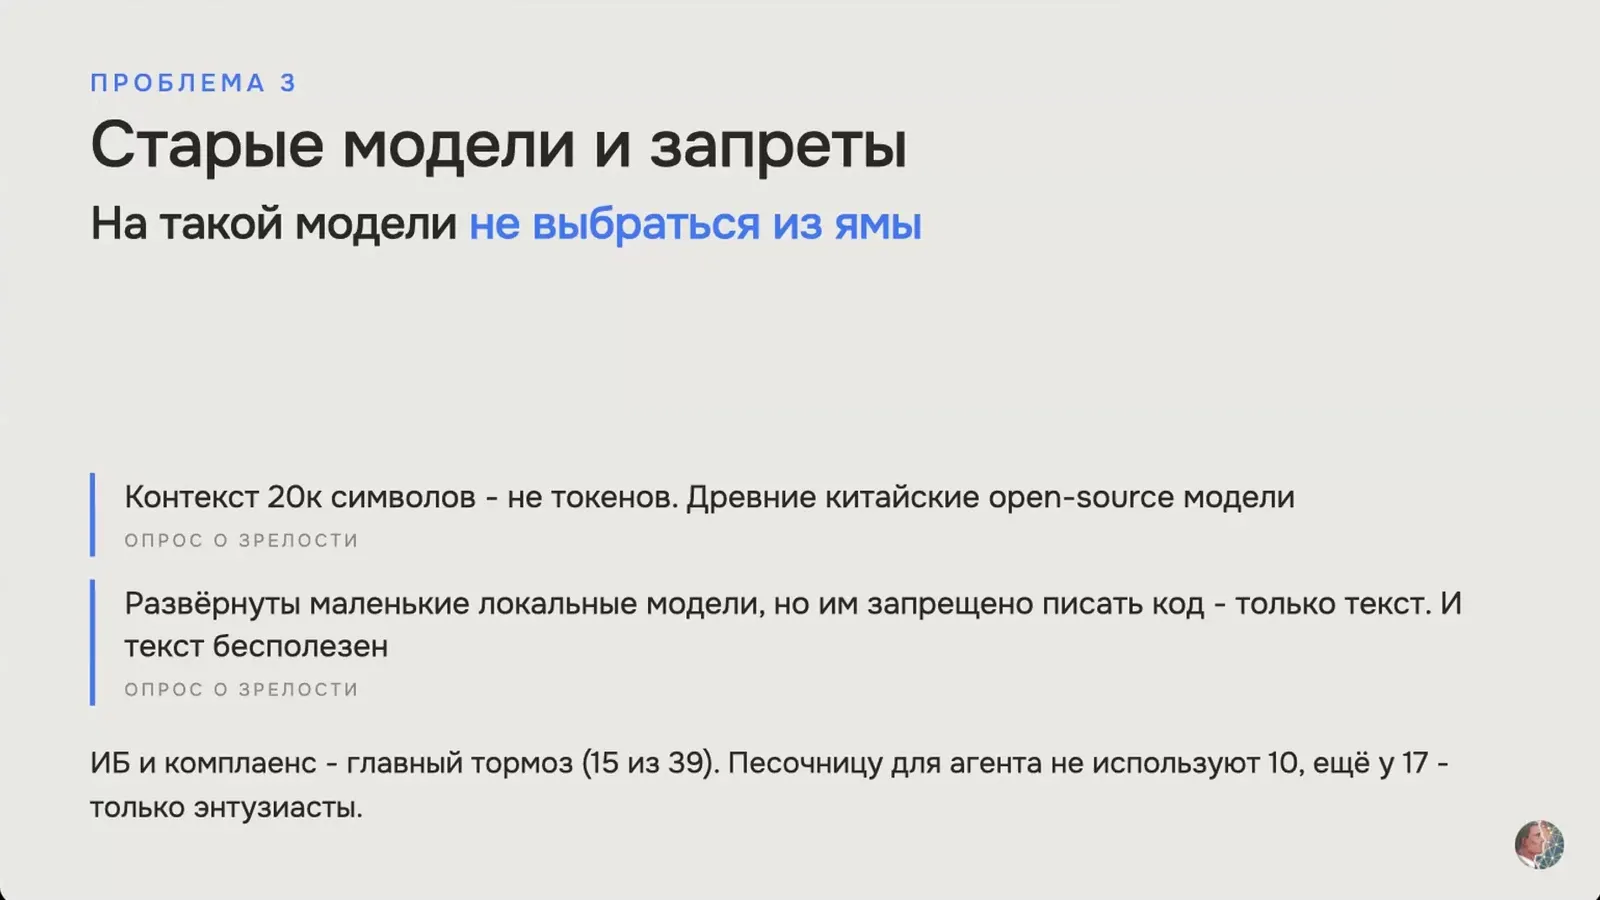 ПРОБЛЕМА 3
Старые модели и запреты
На такой модели не выбраться из ямы
Контекст 20к символов - не токенов. Древние китайские open-source модели
ОПРОС О ЗРЕЛОСТИ
Развёрнуты маленькие локальные модели, но им запрещено писать код - только текст. И
текст бесполезен
ОПРОС О ЗРЕЛОСТИ
ИБ и комплаенс - главный тормоз (15 из 39). Песочницу для агента не используют 10, ещё у 17 -
только энтузиасты.